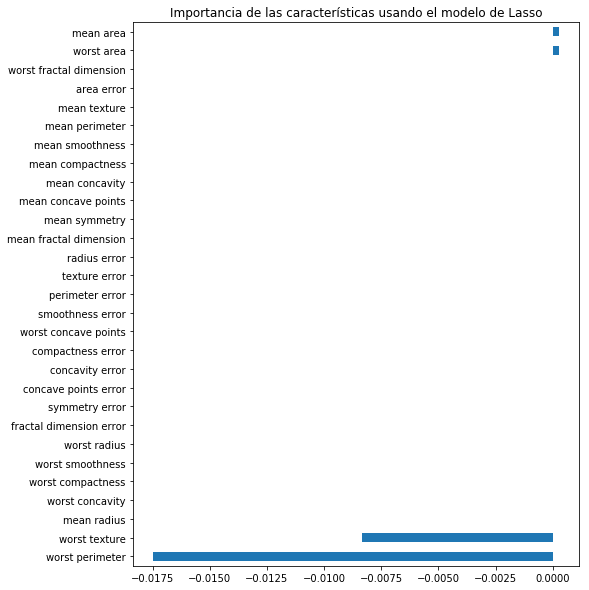 Importancia de las características usando el modelo de Lasso
mean area
worst area
worst fractal dimension
area error
mean texture
mean perimeter
mean smoothness
mean compactness
mean concavity
mean concave points
mean symmetry
mean fractal dimension
radius error
texture error
perimeter error
smoothness error
worst concave points
compactness error
concavity error
concave points error
symmetry error
fractal dimension error
worst radius
worst smoothness
worst compactness
worst concavity
mean radius
worst texture
worst perimeter
−0.0175 −0.0150 −0.0125 −0.0100 −0.0075 −0.0050 −0.0025 0.0000